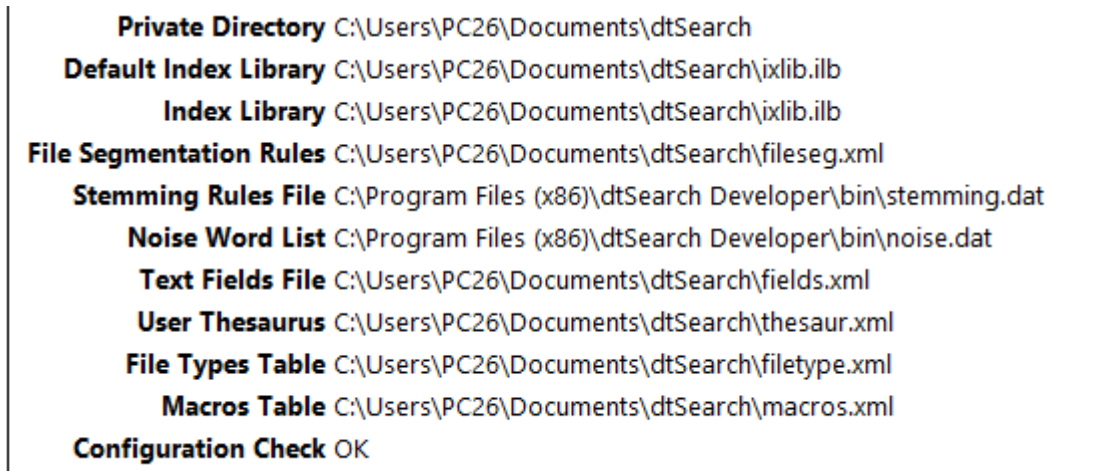 Private Directory C:\Users\PC26\Documents\dtSearch
Default Index Library C:\Users\PC26\Documents\dtSearch\ixlib.ilb
Index Library C:\Users\PC26\Documents\dtSearch\ixlib.ilb
File Segmentation Rules C:\Users\PC26\Documents\dtSearch\fileseg.xml
Stemming Rules File C:\Program Files (x86)\dtSearch Developer\bin\stemming.dat
Noise Word List C:\Program Files (x86)\dtSearch Developer\bin\noise.dat
Text Fields File C:\Users\PC26\Documents\dtSearch\fields.xml
User Thesaurus C:\Users\PC26\Documents\dtSearch\thesaur.xml
File Types Table C:\Users\PC26\Documents\dtSearch\filetype.xml
Macros Table C:\Users\PC26\Documents\dtSearch\macros.xml
Configuration Check OK